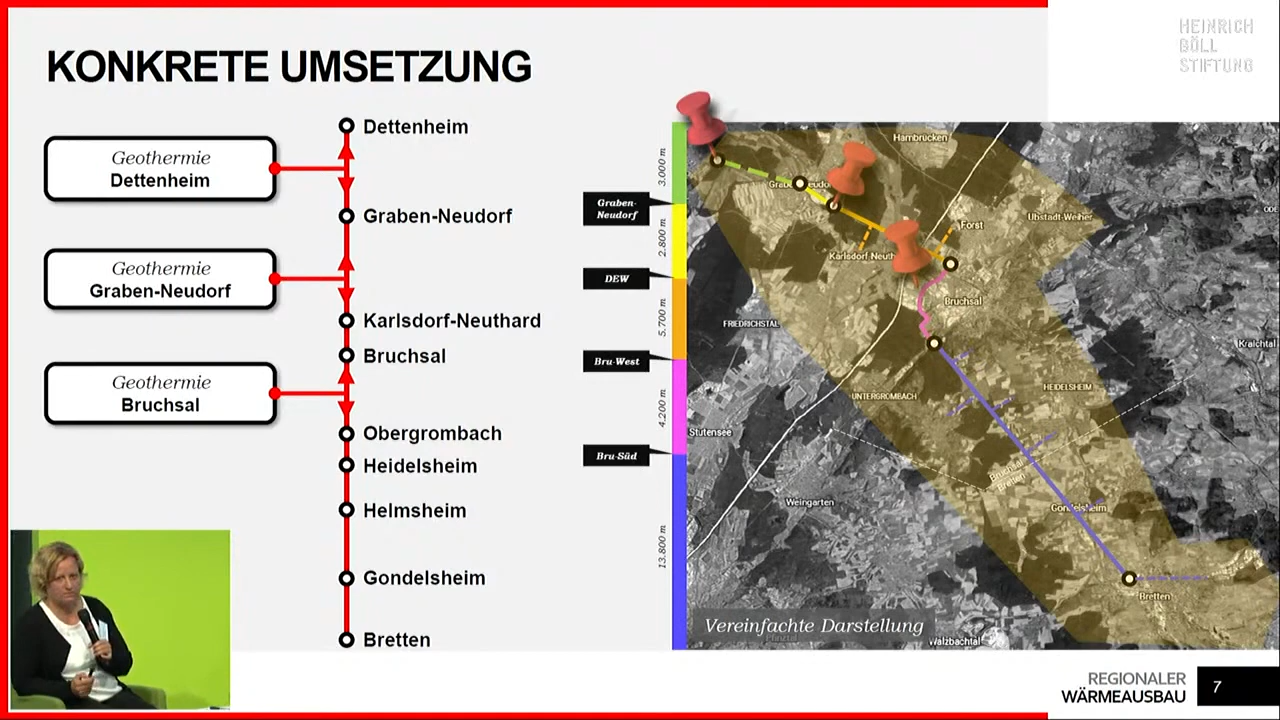 HEINRICH
BÖLL
STIFTUNG
KONKRETE UMSETZUNG
Geothermie
Dettenheim
Geothermie
Graben-Neudorf
Geothermie
Bruchsal
Dettenheim
Graben-Neudorf
Karlsdorf-Neuthard
Bruchsal
Obergrombach
Heidelsheim
Helmsheim
Gondelsheim
Bretten
Graben-
Neudorf
DEW
Bru-West
Bru-Süd
3.000 m
2.800 m
5.700 m
4.200 m
13.800 m
Hambrücken
Ubstadt-Weiher
Forst
Karlsdorf-Neuth
Bruchsal
FRIEDRICHSTAL
Kraichtal
HEIDELSHEIM
UNTERGROMBACH
Stutensee
Bruchsal
Bretten
Weingarten
Gondelsheim
Bretten
Walzbachtal
Vereinfachte Darstellung
REGIONALER
WÄRMEAUSBAU
7